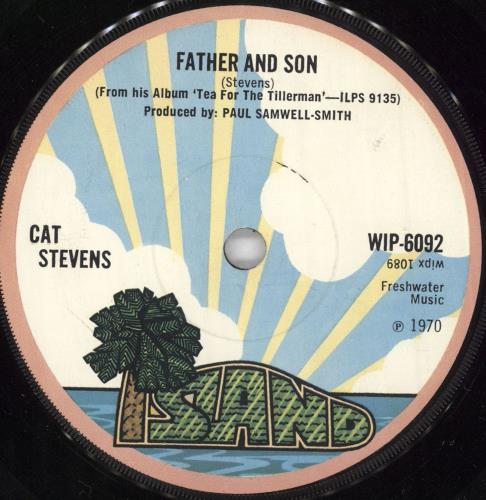 FATHER AND SON
(Stevens)
(From his Album 'Tea For The Tillerman'—ILPS 9135)
Produced by: PAUL SAMWELL-SMITH
CAT
STEVENS
WIP-6092
wipx 1089
Freshwater
Music
℗ 1970
ISLAND